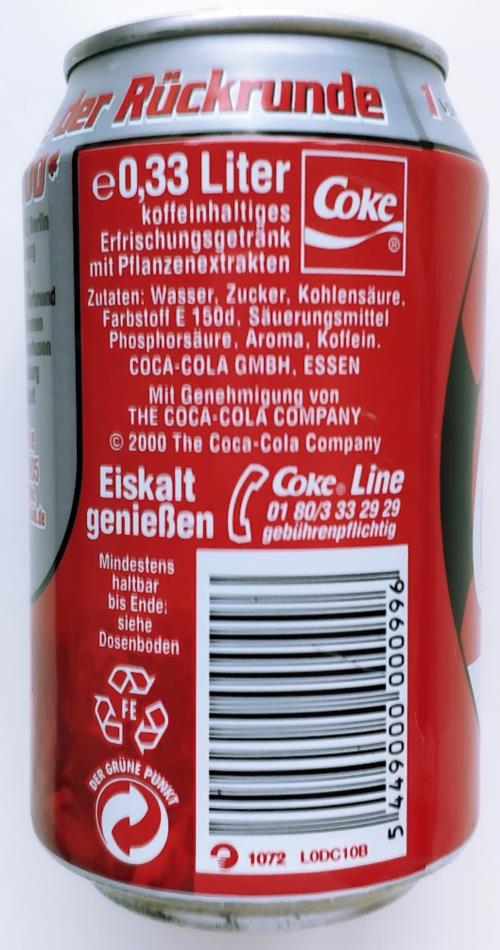 der Rückrunde
e 0,33 Liter
koffeinhaltiges
Erfrischungsgetränk
mit Pflanzenextrakten
Coke
®
Zutaten: Wasser, Zucker, Kohlensäure,
Farbstoff E 150d, Säuerungsmittel
Phosphorsäure, Aroma, Koffein.
COCA-COLA GMBH, ESSEN
Mit Genehmigung von
THE COCA-COLA COMPANY
© 2000 The Coca-Cola Company
Eiskalt
genießen
Coke® Line
01 80/3 33 29 29
gebührenpflichtig
Mindestens
haltbar
bis Ende:
siehe
Dosenboden
FE
DER GRÜNE PUNKT
5 449000 000996
1072 LODC10B
Berlin